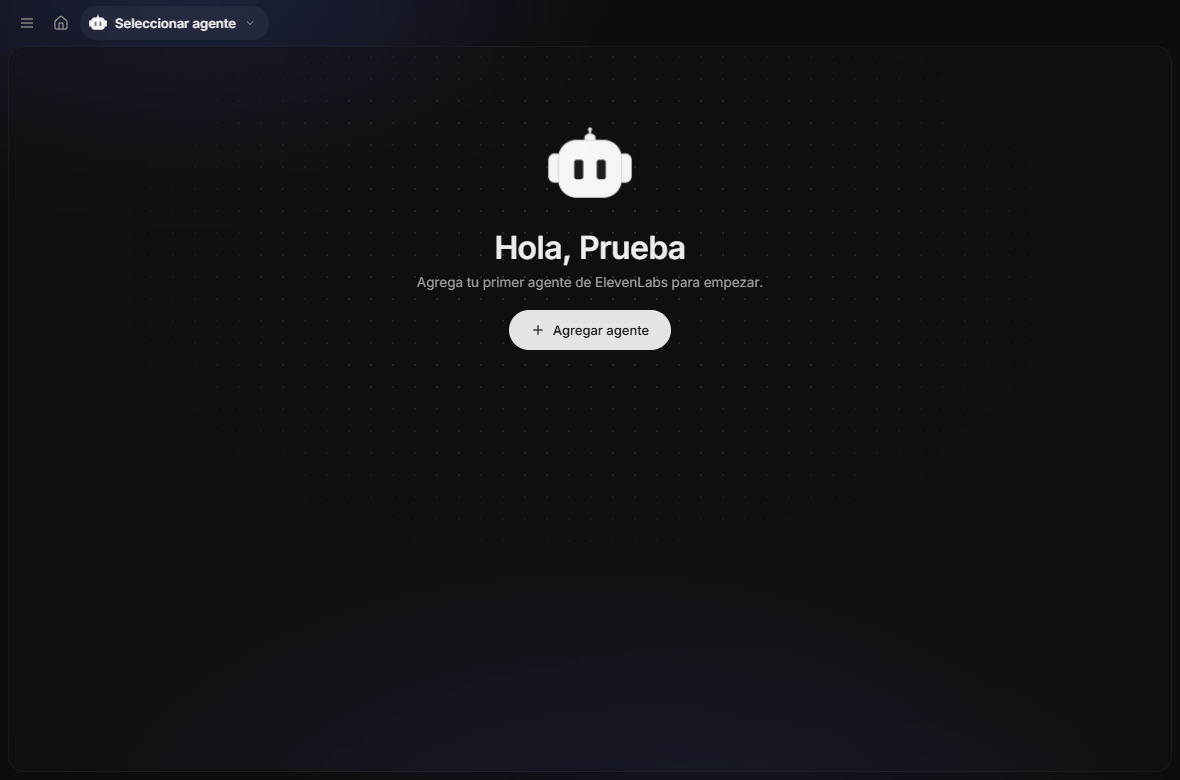 Seleccionar agente
Hola, Prueba
Agrega tu primer agente de ElevenLabs para empezar.
Agregar agente